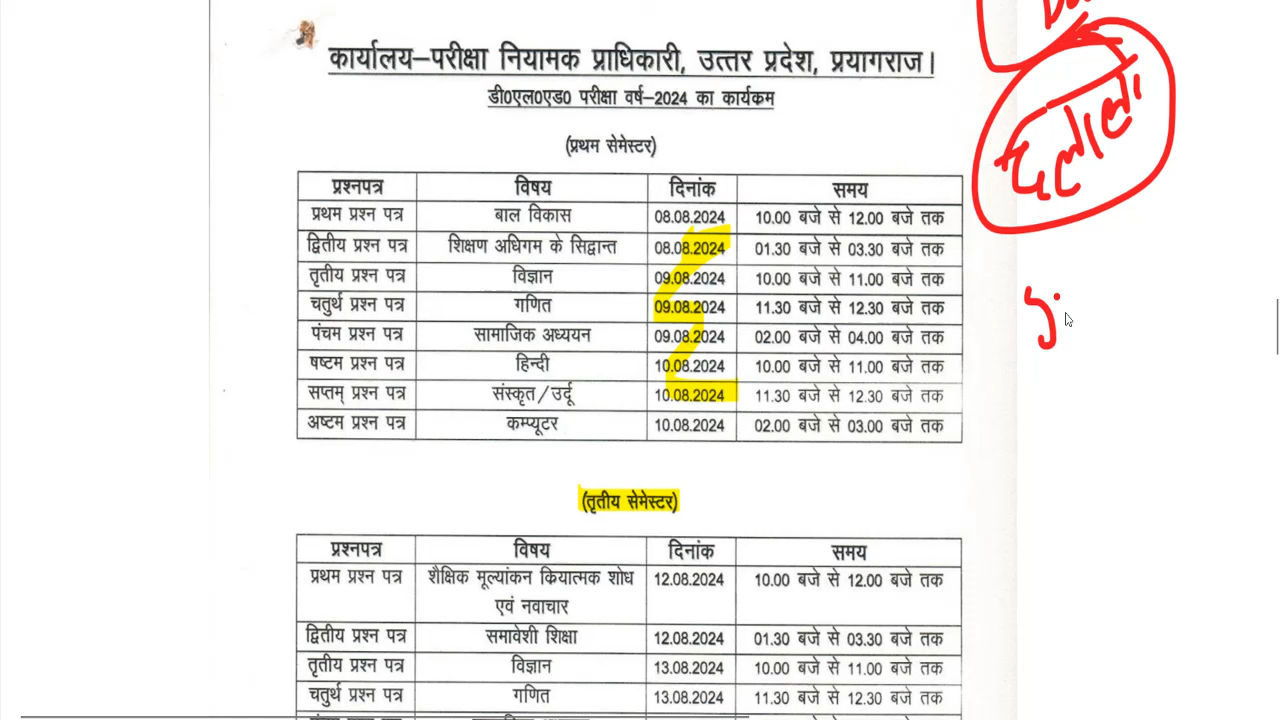 कार्यालय–परीक्षा नियामक प्राधिकारी, उत्तर प्रदेश, प्रयागराज।
डी0एल0एड0 परीक्षा वर्ष–2024 का कार्यकम
(प्रथम सेमेस्टर)
प्रश्नपत्र विषय दिनांक समय
प्रथम प्रश्न पत्र बाल विकास 08.08.2024 10.00 बजे से 12.00 बजे तक
द्वितीय प्रश्न पत्र शिक्षण अधिगम के सिद्वान्त 08.08.2024 01.30 बजे से 03.30 बजे तक
तृतीय प्रश्न पत्र विज्ञान 09.08.2024 10.00 बजे से 11.00 बजे तक
चतुर्थ प्रश्न पत्र गणित 09.08.2024 11.30 बजे से 12.30 बजे तक
पंचम प्रश्न पत्र सामाजिक अध्ययन 09.08.2024 02.00 बजे से 04.00 बजे तक
षष्टम प्रश्न पत्र हिन्दी 10.08.2024 10.00 बजे से 11.00 बजे तक
सप्तम् प्रश्न पत्र संस्कृत/उर्दू 10.08.2024 11.30 बजे से 12.30 बजे तक
अष्टम प्रश्न पत्र कम्प्यूटर 10.08.2024 02.00 बजे से 03.00 बजे तक
(तृतीय सेमेस्टर)
प्रश्नपत्र विषय दिनांक समय
प्रथम प्रश्न पत्र शैक्षिक मूल्यांकन कियात्मक शोध 12.08.2024 10.00 बजे से 12.00 बजे तक
एवं नवाचार
द्वितीय प्रश्न पत्र समावेशी शिक्षा 12.08.2024 01.30 बजे से 03.30 बजे तक
तृतीय प्रश्न पत्र विज्ञान 13.08.2024 10.00 बजे से 11.00 बजे तक
चतुर्थ प्रश्न पत्र गणित 13.08.2024 11.30 बजे से 12.30 बजे तक